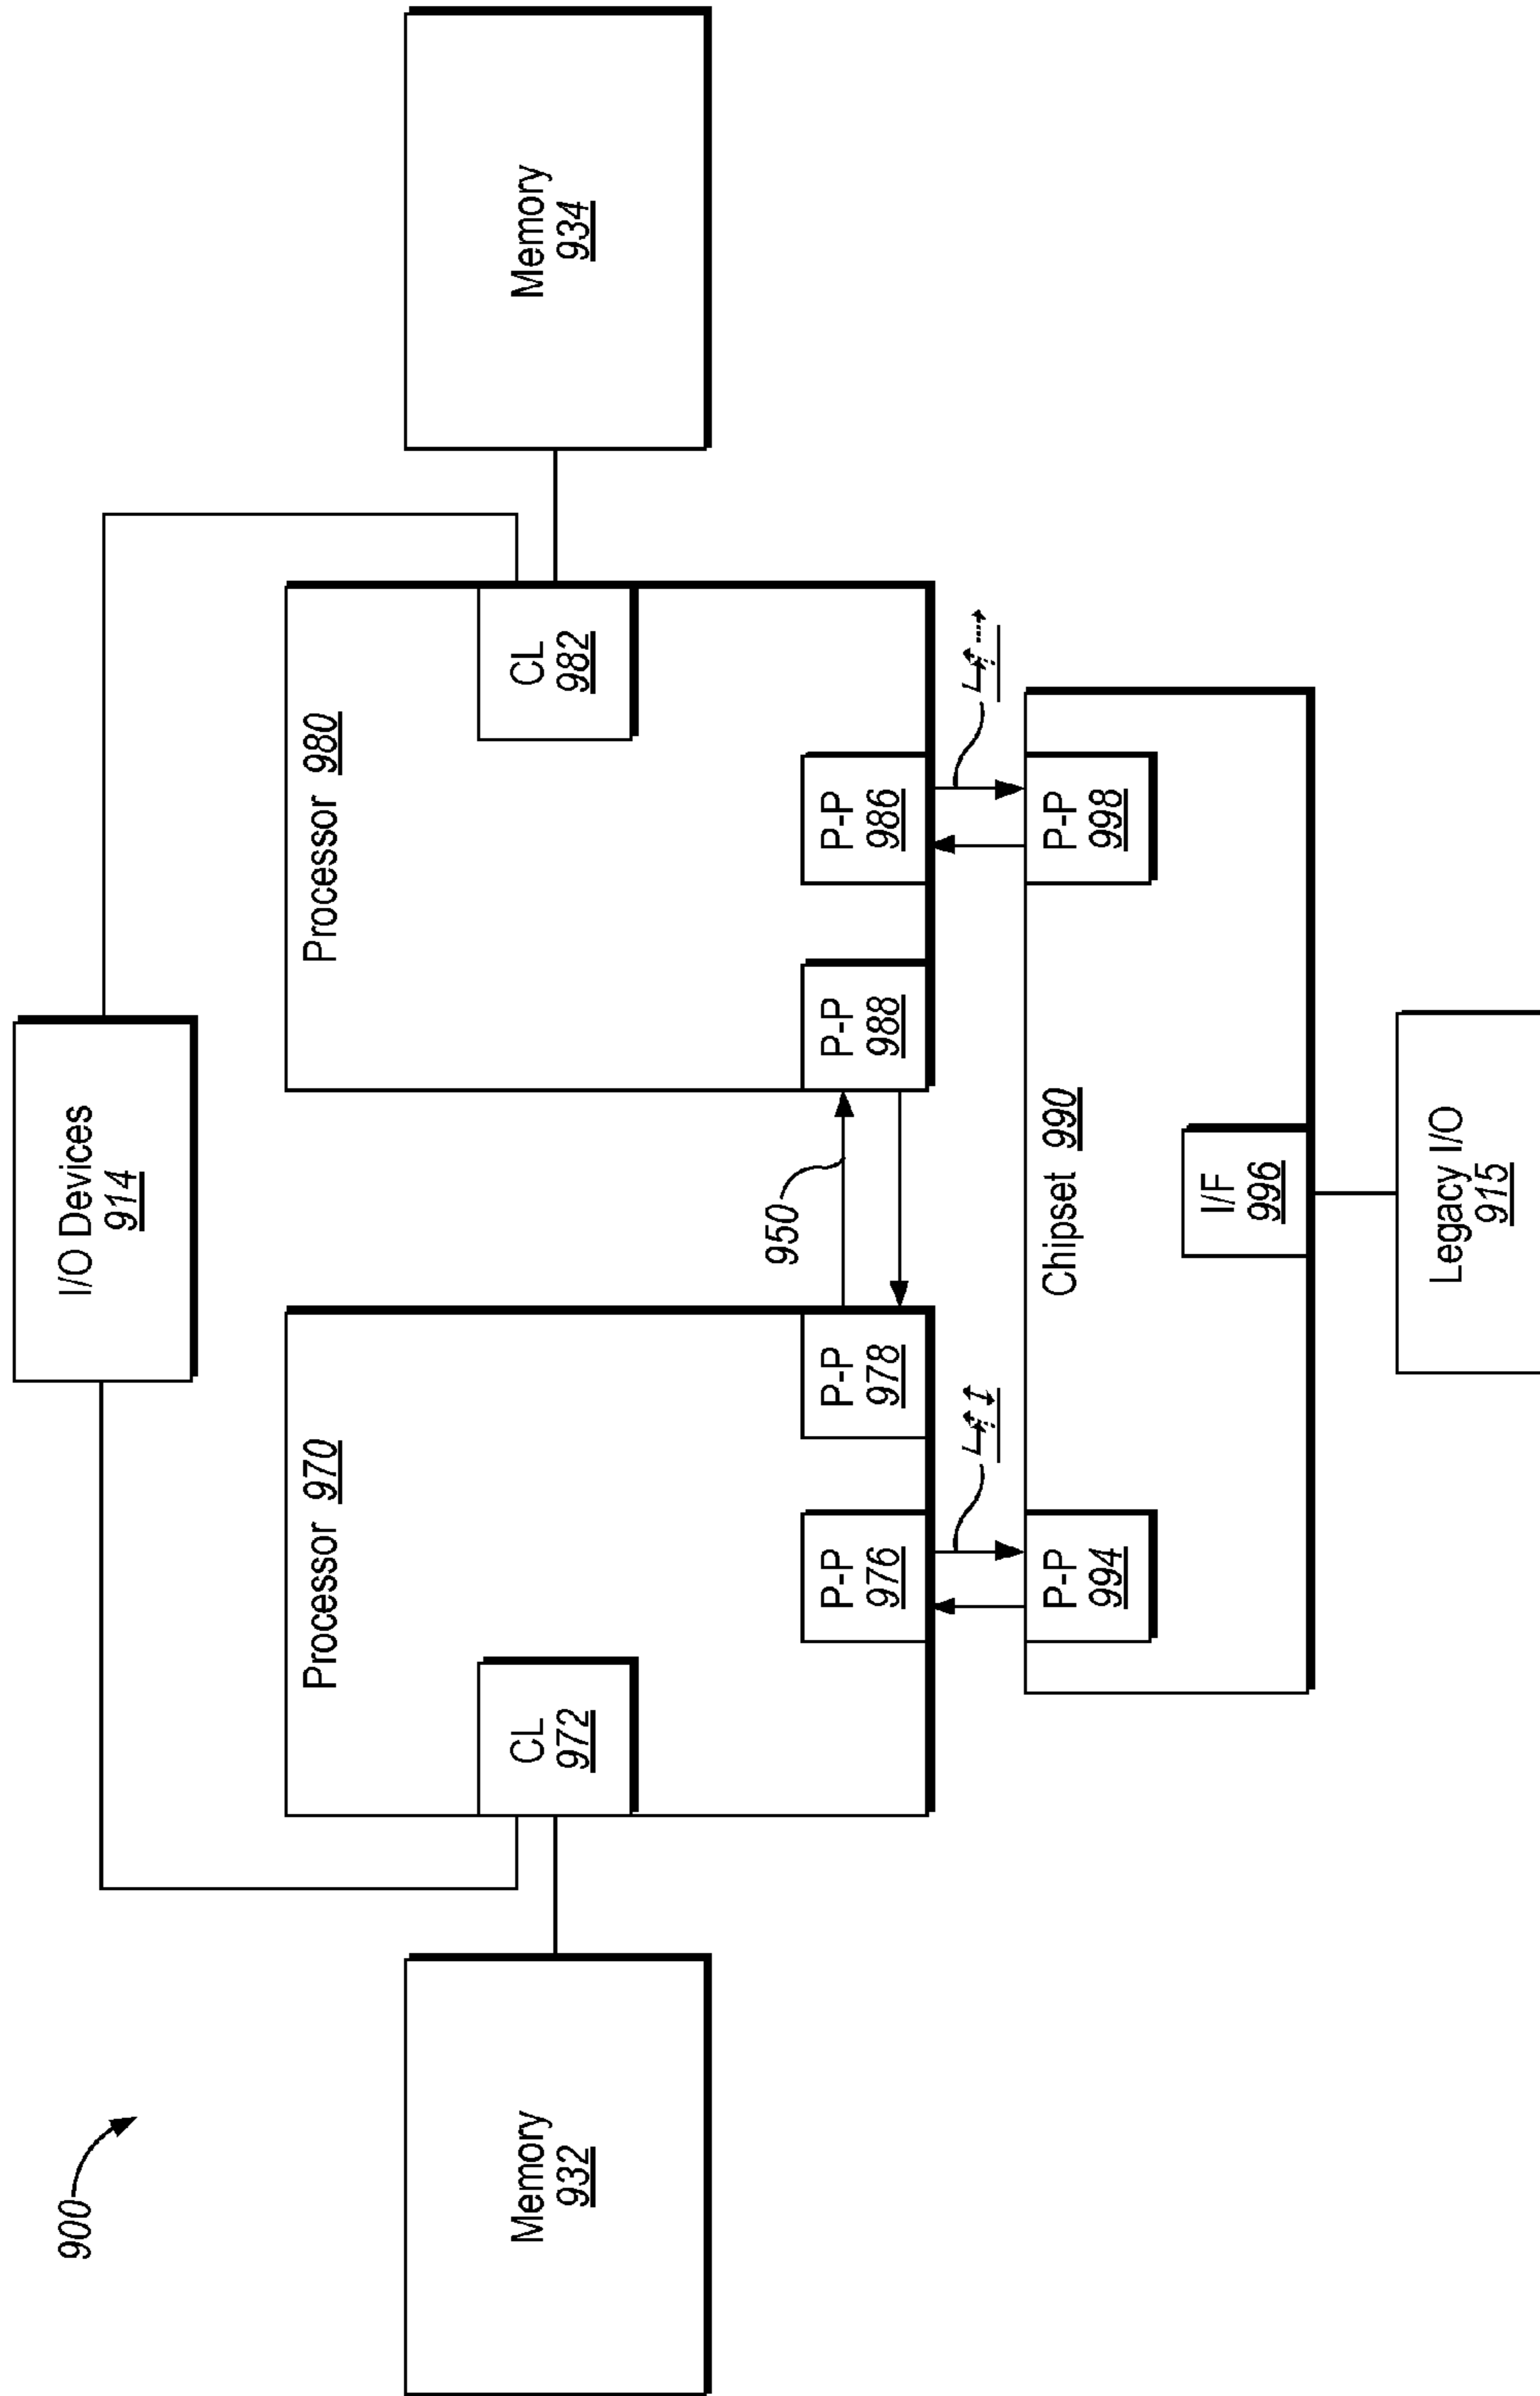 900
I/O Devices
914
Memory
932
Processor 970
CL
972
P-P
976
P-P
978
950
Processor 980
CL
982
P-P
988
P-P
986
Memory
934
Chipset 990
P-P
994
P-P
998
I/F
996
Legacy I/O
915